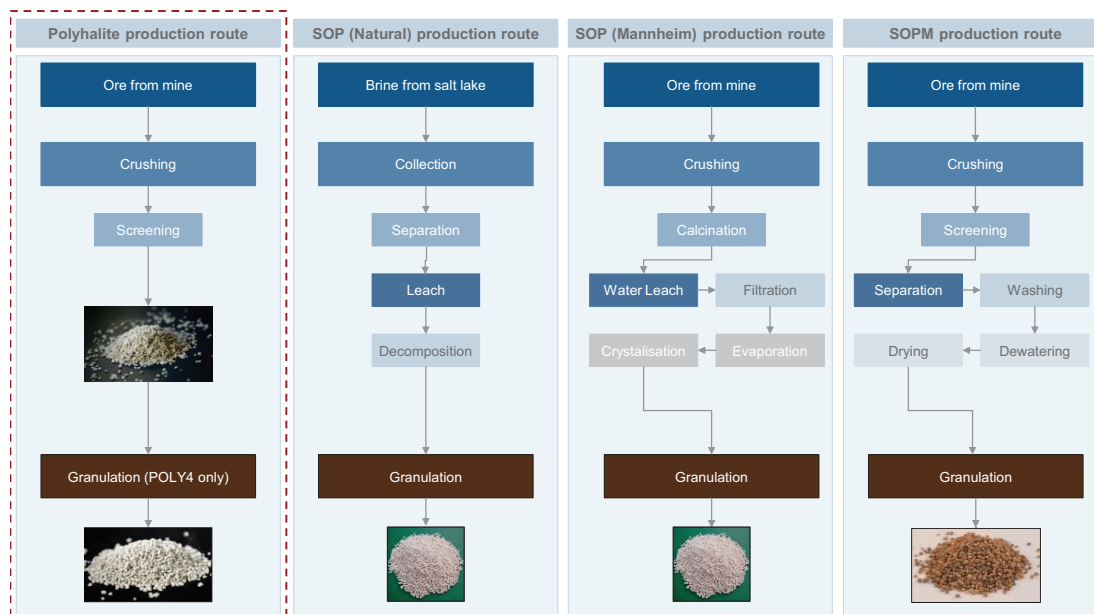 Polyhalite production route
Ore from mine
Crushing
Screening
Granulation (POLY4 only)
SOP (Natural) production route
Brine from salt lake
Collection
Separation
Leach
Decomposition
Granulation
SOP (Mannheim) production route
Ore from mine
Crushing
Calcination
Water Leach
Filtration
Evaporation
Crystalisation
Granulation
SOPM production route
Ore from mine
Crushing
Screening
Separation
Washing
Dewatering
Drying
Granulation